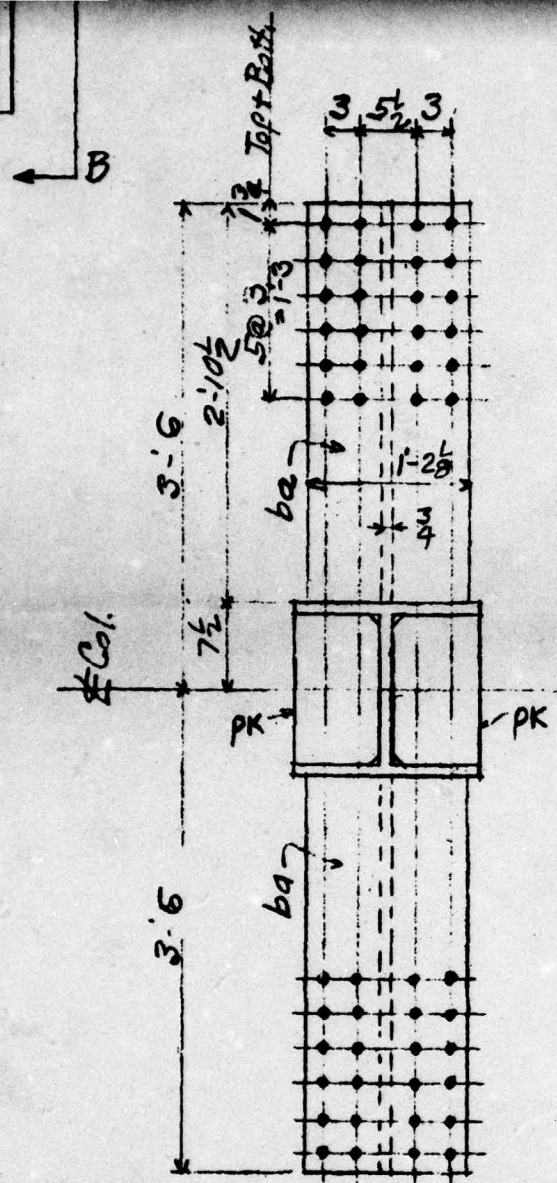 B
Top + Bott.
3 5½ 3
1¾
5@3
=1'-3
3'-6
2'-10½
ba
1'-2⅛
¾
7½
℄ Col.
PK
PK
ba
3'-6